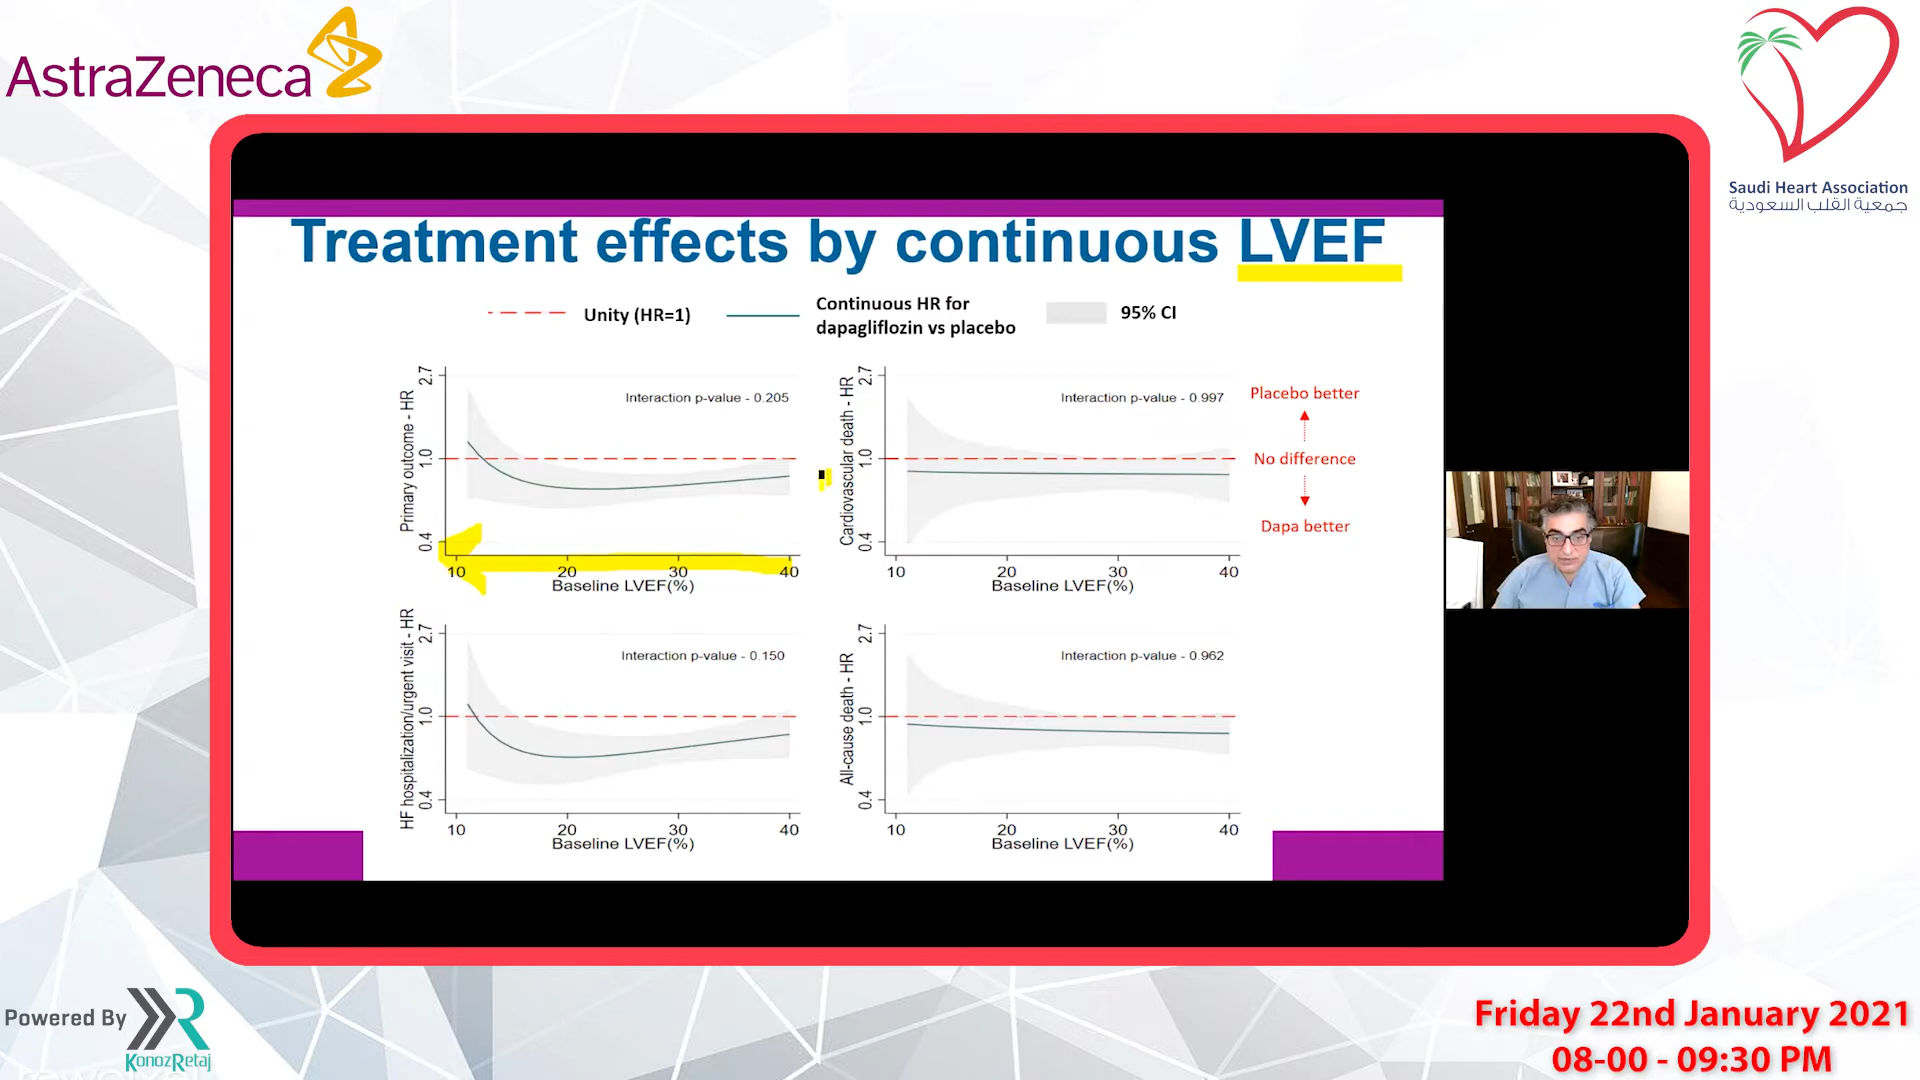 AstraZeneca
Saudi Heart Association
جمعية القلب السعودية
Treatment effects by continuous LVEF
Unity (HR=1)
Continuous HR for
dapagliflozin vs placebo
95% CI
Primary outcome - HR
2.7
1.0
0.4
Interaction p-value - 0.205
10 20 30 40
Baseline LVEF(%)
Cardiovascular death - HR
2.7
1.0
0.4
Interaction p-value - 0.997
10 20 30 40
Baseline LVEF(%)
Placebo better
No difference
Dapa better
HF hospitalization/urgent visit - HR
2.7
1.0
0.4
Interaction p-value - 0.150
10 20 30 40
Baseline LVEF(%)
All-cause death - HR
2.7
1.0
0.4
Interaction p-value - 0.962
10 20 30 40
Baseline LVEF(%)
Powered By
KonozRetaj
Friday 22nd January 2021
08-00 - 09:30 PM